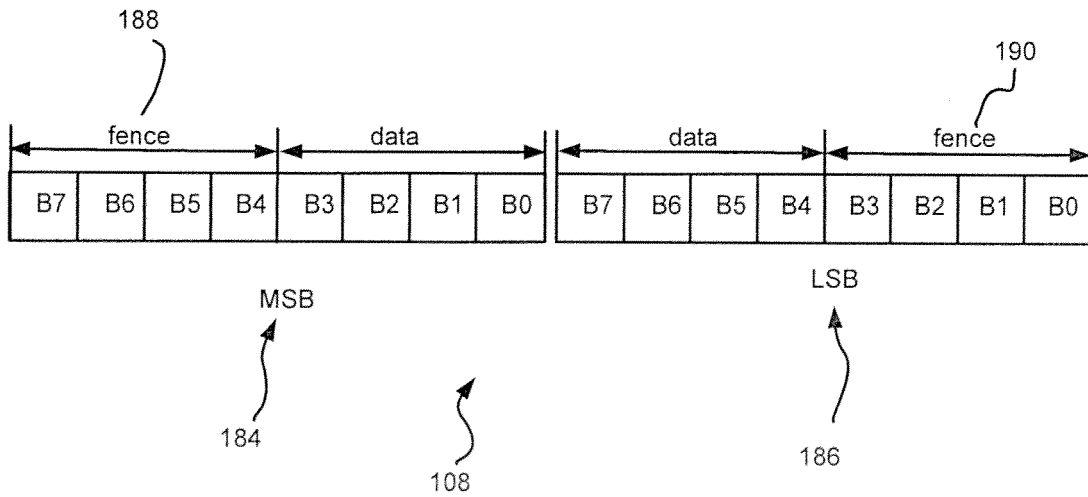 188
190
fence data data fence
B7 B6 B5 B4 B3 B2 B1 B0 B7 B6 B5 B4 B3 B2 B1 B0
MSB LSB
184 108 186